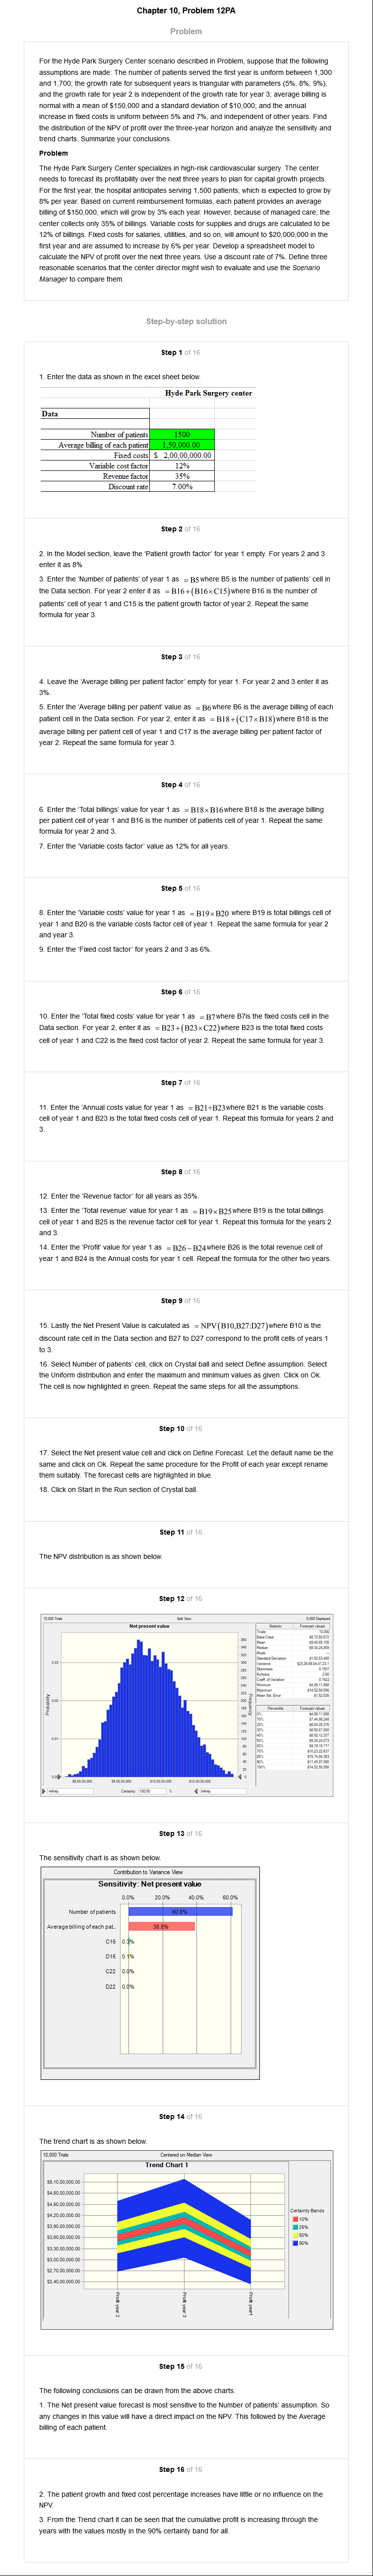 Chapter 10, Problem 12PA
Problem
For the Hyde Park Surgery Center scenario described in Problem, suppose that the following
assumptions are made: The number of patients served the first year is uniform between 1,300
and 1,700; the growth rate for subsequent years is triangular with parameters (5%, 8%, 9%),
and the growth rate for year 2 is independent of the growth rate for year 3; average billing is
normal with a mean of $150,000 and a standard deviation of $10,000; and the annual
increase in fixed costs is uniform between 5% and 7%, and independent of other years. Find
the distribution of the NPV of profit over the three-year horizon and analyze the sensitivity and
trend charts. Summarize your conclusions.
Problem
The Hyde Park Surgery Center specializes in high-risk cardiovascular surgery. The center
needs to forecast its profitability over the next three years to plan for capital growth projects.
For the first year, the hospital anticipates serving 1,500 patients, which is expected to grow by
8% per year. Based on current reimbursement formulas, each patient provides an average
billing of $150,000, which will grow by 3% each year. However, because of managed care, the
center collects only 35% of billings. Variable costs for supplies and drugs are calculated to be
12% of billings. Fixed costs for salaries, utilities, and so on, will amount to $20,000,000 in the
first year and are assumed to increase by 6% per year. Develop a spreadsheet model to
calculate the NPV of profit over the next three years. Use a discount rate of 7%. Define three
reasonable scenarios that the center director might wish to evaluate and use the Scenario
Manager to compare them.
Step-by-step solution
Step 1 of 16
1. Enter the data as shown in the excel sheet below.
Hyde Park Surgery center
Data
Number of patients 1500
Average billing of each patient 1,50,000.00
Fixed costs $ 2,00,00,000.00
Variable cost factor 12%
Revenue factor 35%
Discount rate 7.00%
Step 2 of 16
2. In the Model section, leave the 'Patient growth factor' for year 1 empty. For years 2 and 3
enter it as 8%
3. Enter the 'Number of patients' of year 1 as = B5 where B5 is the number of patients' cell in
the Data section. For year 2 enter it as = B16+(B16×C15) where B16 is the number of
patients' cell of year 1 and C15 is the patient growth factor of year 2. Repeat the same
formula for year 3.
Step 3 of 16
4. Leave the 'Average billing per patient factor' empty for year 1. For year 2 and 3 enter it as
3%.
5. Enter the 'Average billing per patient' value as = B6 where B6 is the average billing of each
patient cell in the Data section. For year 2, enter it as = B18+(C17×B18) where B18 is the
average billing per patient cell of year 1 and C17 is the average billing per patient factor of
year 2. Repeat the same formula for year 3.
Step 4 of 16
6. Enter the 'Total billings' value for year 1 as = B18×B16 where B18 is the average billing
per patient cell of year 1 and B16 is the number of patients cell of year 1. Repeat the same
formula for year 2 and 3.
7. Enter the 'Variable costs factor' value as 12% for all years.
Step 5 of 16
8. Enter the 'Variable costs' value for year 1 as = B19×B20 where B19 is total billings cell of
year 1 and B20 is the variable costs factor cell of year 1. Repeat the same formula for year 2
and year 3.
9. Enter the 'Fixed cost factor' for years 2 and 3 as 6%.
Step 6 of 16
10. Enter the 'Total fixed costs' value for year 1 as = B7 where B7is the fixed costs cell in the
Data section. For year 2, enter it as = B23+(B23×C22) where B23 is the total fixed costs
cell of year 1 and C22 is the fixed cost factor of year 2. Repeat the same formula for year 3.
Step 7 of 16
11. Enter the 'Annual costs value for year 1 as = B21+B23 where B21 is the variable costs
cell of year 1 and B23 is the total fixed costs cell of year 1. Repeat this formula for years 2 and
3.
Step 8 of 16
12. Enter the 'Revenue factor' for all years as 35%.
13. Enter the 'Total revenue' value for year 1 as = B19×B25 where B19 is the total billings
cell of year 1 and B25 is the revenue factor cell for year 1. Repeat this formula for the years 2
and 3.
14. Enter the 'Profit' value for year 1 as = B26−B24 where B26 is the total revenue cell of
year 1 and B24 is the Annual costs for year 1 cell. Repeat the formula for the other two years.
Step 9 of 16
15. Lastly the Net Present Value is calculated as = NPV(B10,B27:D27) where B10 is the
discount rate cell in the Data section and B27 to D27 correspond to the profit cells of years 1
to 3.
16. Select Number of patients' cell, click on Crystal ball and select Define assumption. Select
the Uniform distribution and enter the maximum and minimum values as given. Click on Ok.
The cell is now highlighted in green. Repeat the same steps for all the assumptions.
Step 10 of 16
17. Select the Net present value cell and click on Define Forecast. Let the default name be the
same and click on Ok. Repeat the same procedure for the Profit of each year except rename
them suitably. The forecast cells are highlighted in blue.
18. Click on Start in the Run section of Crystal ball.
Step 11 of 16
The NPV distribution is as shown below.
Step 12 of 16
10,000 Trials Split View
Net present value
Probability
Frequency
Statistic Forecast values
Percentile Forecast values
Step 13 of 16
The sensitivity chart is as shown below.
Contribution to Variance View
Sensitivity: Net present value
0.0% 20.0% 40.0% 60.0%
Number of patients 60.8%
Average billing of each pat... 38.8%
C15 0.3%
D15 0.1%
C22 0.0%
D22 0.0%
Step 14 of 16
The trend chart is as shown below.
10,000 Trials Centered on Median View
Trend Chart 1
$5,10,00,000.00
$4,80,00,000.00
$4,50,00,000.00
$4,20,00,000.00
$3,90,00,000.00
$3,60,00,000.00
$3,30,00,000.00
$3,00,00,000.00
$2,70,00,000.00
$2,40,00,000.00
Certainty Bands
10%
25%
50%
90%
Profit year 2
Profit year 3
Profit year1
Step 15 of 16
The following conclusions can be drawn from the above charts.
1. The Net present value forecast is most sensitive to the Number of patients' assumption. So
any changes in this value will have a direct impact on the NPV. This followed by the Average
billing of each patient.
Step 16 of 16
2. The patient growth and fixed cost percentage increases have little or no influence on the
NPV.
3. From the Trend chart it can be seen that the cumulative profit is increasing through the
years with the values mostly in the 90% certainty band for all.